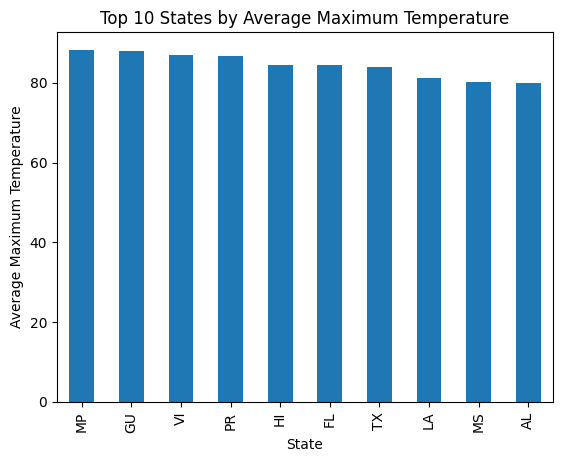 Top 10 States by Average Maximum Temperature
Average Maximum Temperature
80
60
40
20
0
MP GU VI PR HI FL TX LA MS AL
State